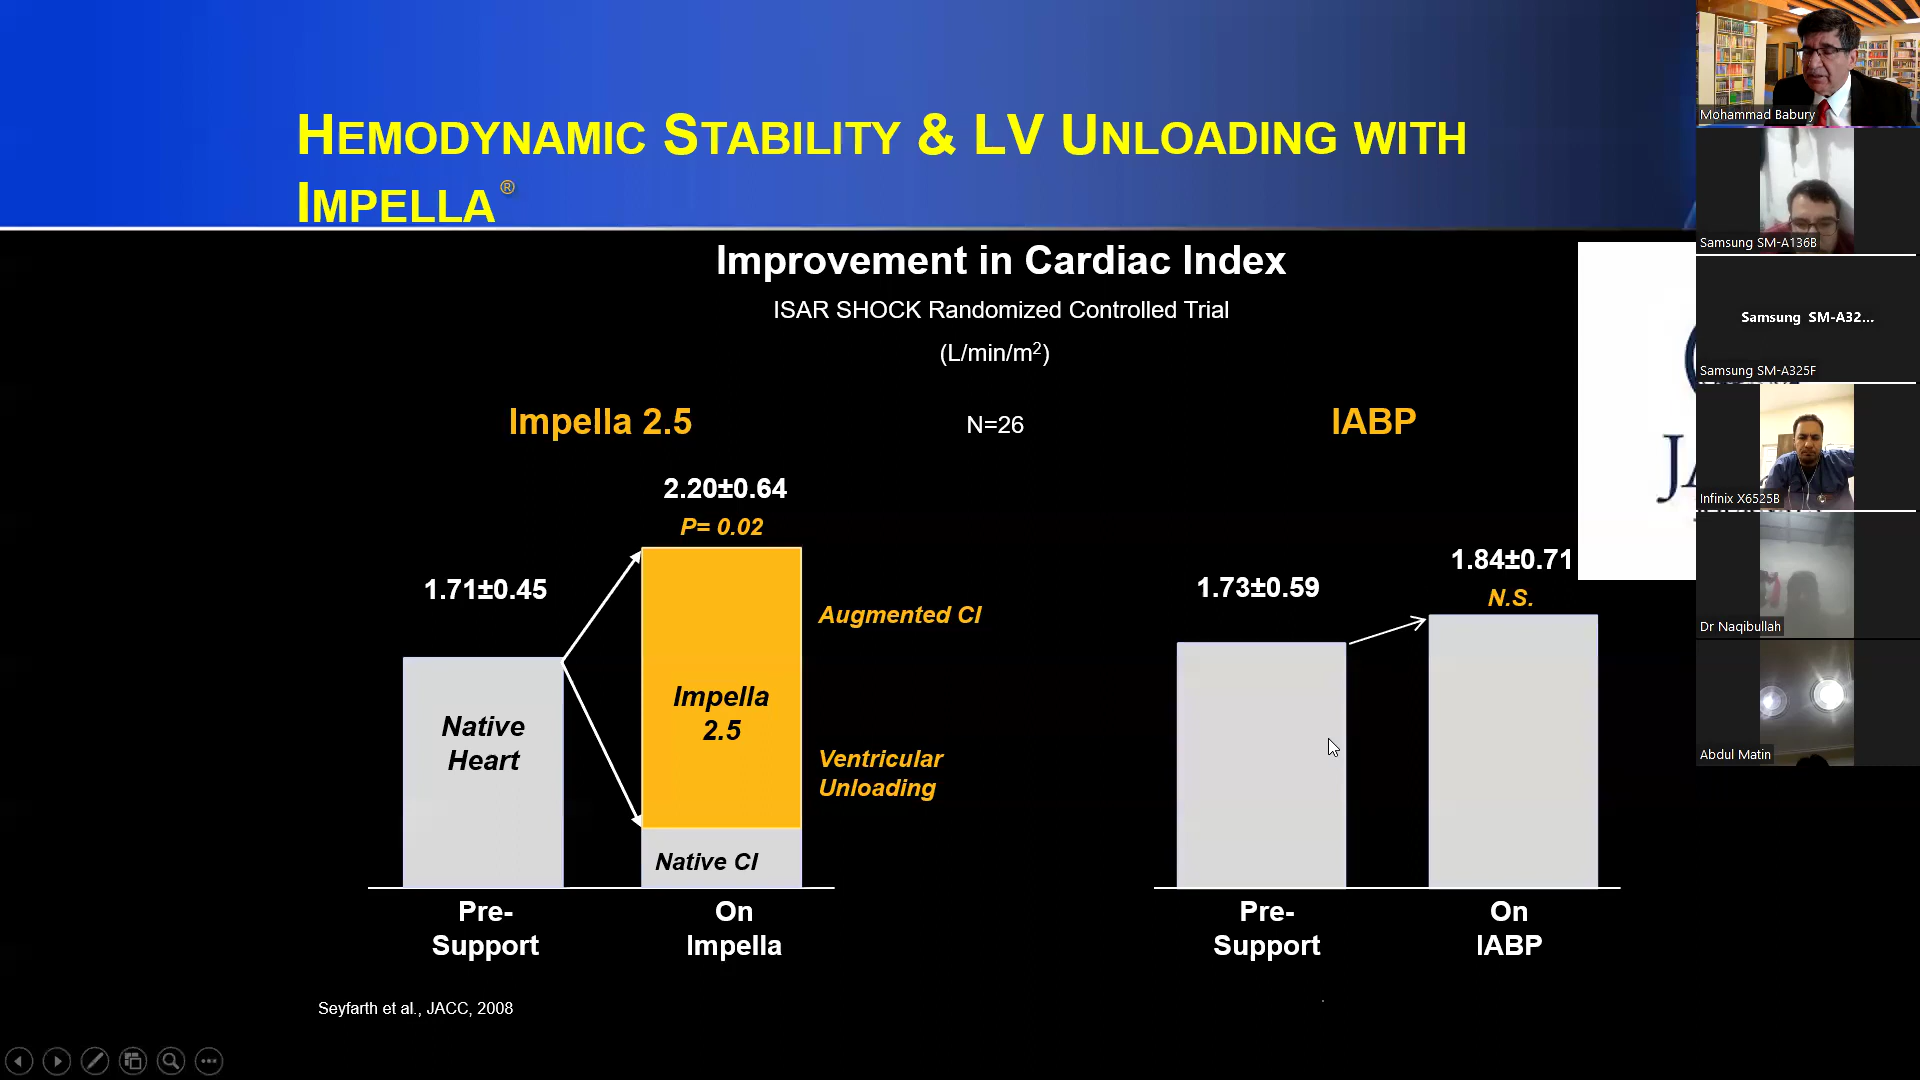 HEMODYNAMIC STABILITY & LV UNLOADING WITH
IMPELLA®
Improvement in Cardiac Index
ISAR SHOCK Randomized Controlled Trial
(L/min/m²)
Impella 2.5
N=26
IABP
2.20±0.64
P= 0.02
1.71±0.45
Augmented CI
Impella
2.5
Native
Heart
Ventricular
Unloading
Native CI
Pre-
Support
On
Impella
1.84±0.71
N.S.
1.73±0.59
Pre-
Support
On
IABP
Seyfarth et al., JACC, 2008
Mohammad Babury
Samsung SM-A136B
Samsung SM-A32...
Samsung SM-A325F
Infinix X6525B
Dr Naqibullah
Abdul Matin